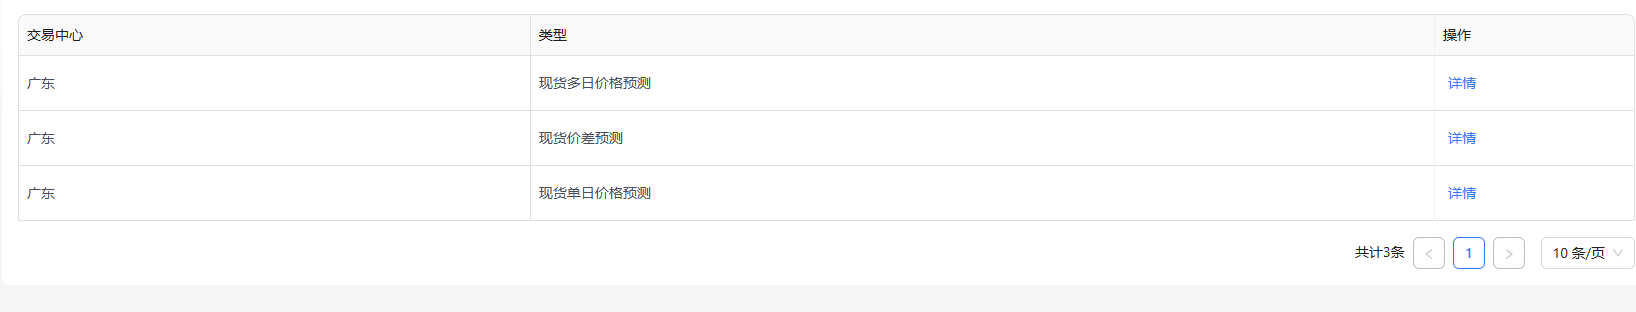 交易中心 类型 操作
广东 现货多日价格预测 详情
广东 现货价差预测 详情
广东 现货单日价格预测 详情
共计3条 < 1 > 10 条/页